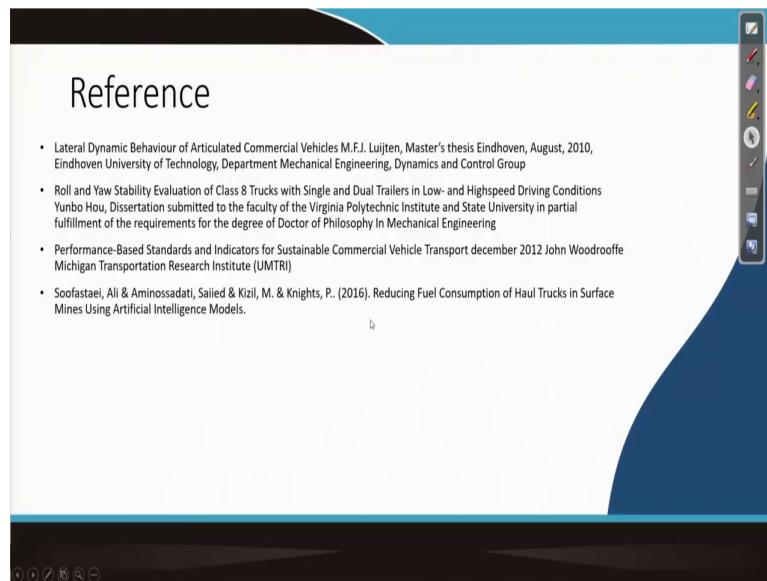 Reference
• Lateral Dynamic Behaviour of Articulated Commercial Vehicles M.F.J. Luijten, Master's thesis Eindhoven, August, 2010,
Eindhoven University of Technology, Department Mechanical Engineering, Dynamics and Control Group
• Roll and Yaw Stability Evaluation of Class 8 Trucks with Single and Dual Trailers in Low- and Highspeed Driving Conditions
Yunbo Hou, Dissertation submitted to the faculty of the Virginia Polytechnic Institute and State University in partial
fulfillment of the requirements for the degree of Doctor of Philosophy In Mechanical Engineering
• Performance-Based Standards and Indicators for Sustainable Commercial Vehicle Transport december 2012 John Woodrooffe
Michigan Transportation Research Institute (UMTRI)
• Soofastaei, Ali & Aminossadati, Saiied & Kizil, M. & Knights, P.. (2016). Reducing Fuel Consumption of Haul Trucks in Surface
Mines Using Artificial Intelligence Models.